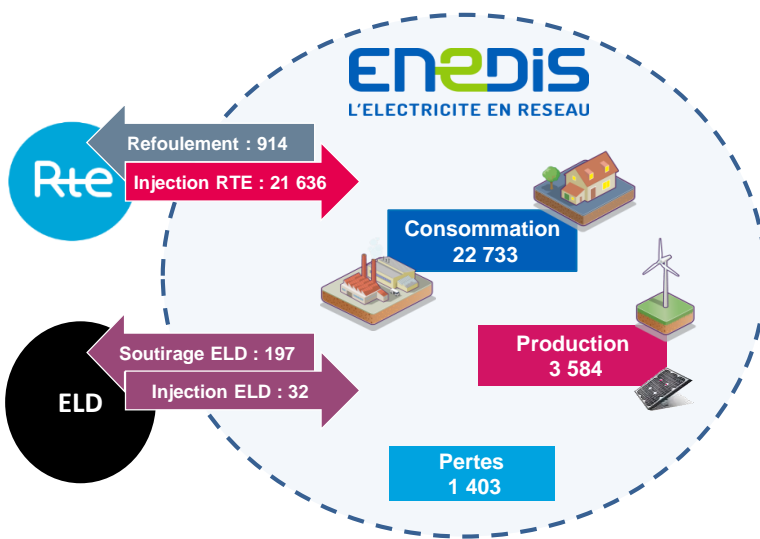 ENEDIS
L'ELECTRICITE EN RESEAU
Refoulement : 914
Rte
Injection RTE : 21 636
Consommation
22 733
Production
3 584
Soutirage ELD : 197
Injection ELD : 32
ELD
Pertes
1 403